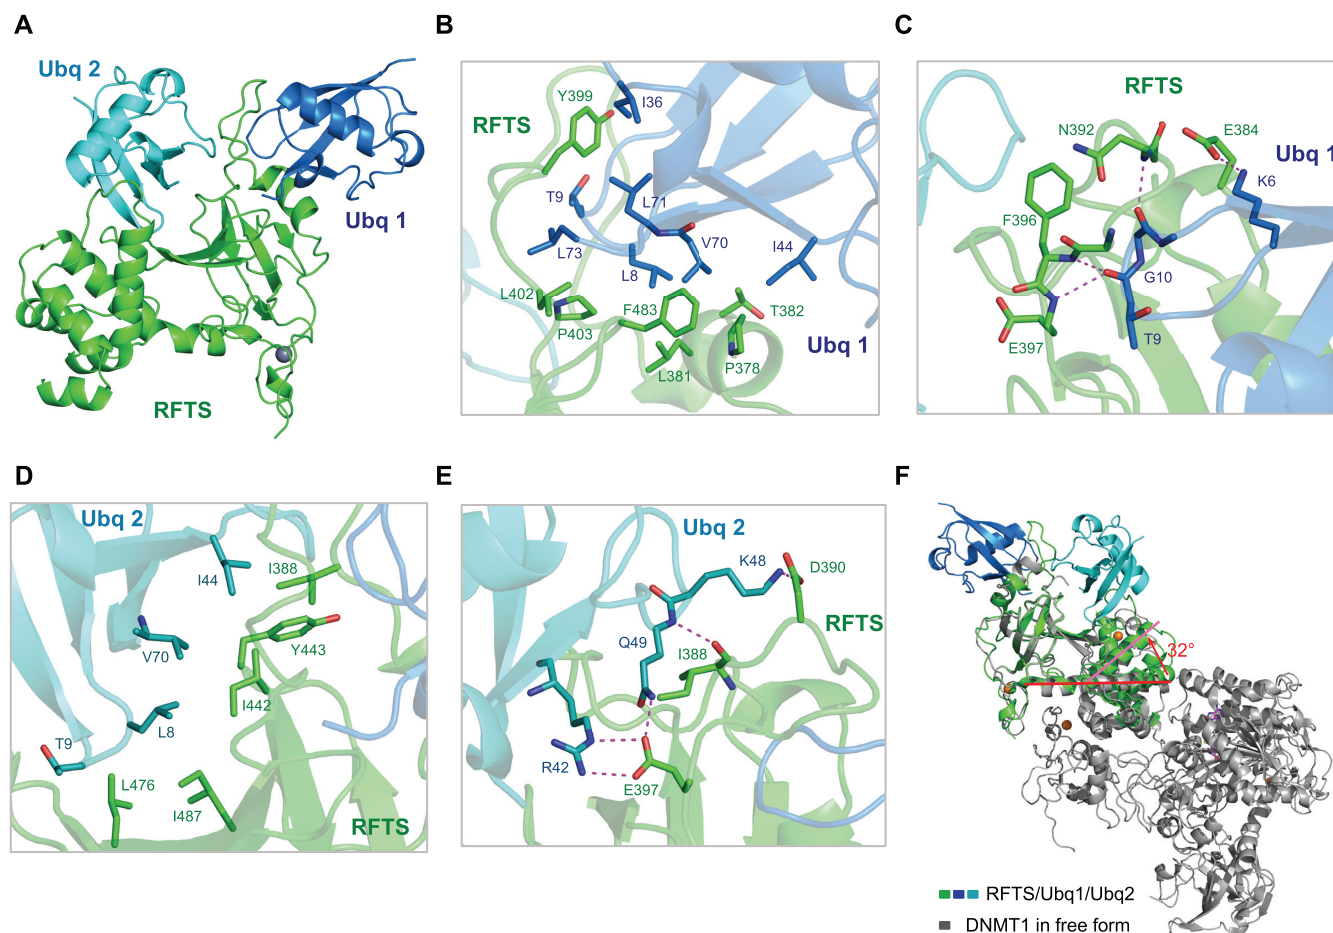 A
Ubq 2
Ubq 1
RFTS
B
Y399
I36
RFTS
T9
L71
L73
V70
I44
L8
L402
F483
T382
P403
Ubq 1
L381
P378
C
RFTS
N392
E384
Ubq 1
K6
F396
G10
E397
T9
D
Ubq 2
I44
I388
V70
Y443
I442
L8
T9
L476
I487
RFTS
E
Ubq 2
K48
D390
RFTS
Q49
I388
R42
E397
F
32°
RFTS/Ubq1/Ubq2
DNMT1 in free form